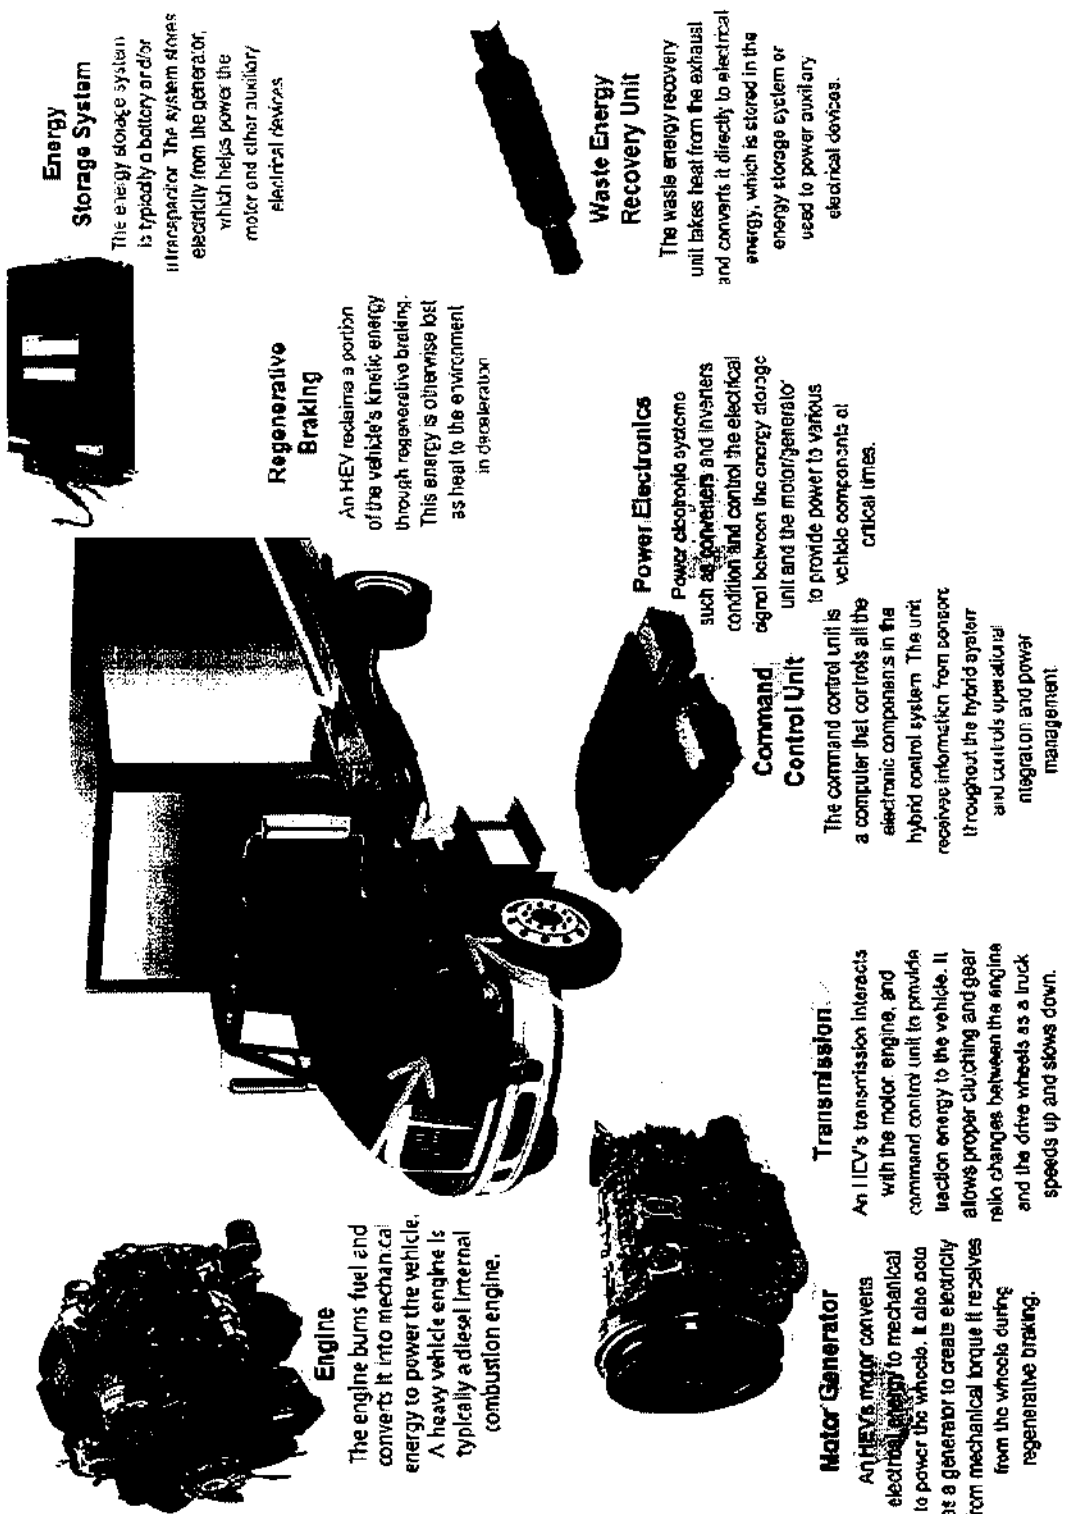 Engine
The engine burns fuel and
converts it into mechanical
energy to power the vehicle.
A heavy vehicle engine is
typically a diesel internal
combustion engine.
Energy
Storage System
The energy storage system
is typically a battery and/or
ultracapacitor. The system stores
electricity from the generator,
which helps power the
motor and other auxiliary
electrical devices
Regenerative
Braking
An HEV reclaims a portion
of the vehicle's kinetic energy
through regenerative braking.
This energy is otherwise lost
as heat to the environment
in deceleration
Waste Energy
Recovery Unit
The waste energy recovery
unit takes heat from the exhaust
and converts it directly to electrical
energy, which is stored in the
energy storage system or
used to power auxiliary
electrical devices.
Power Electronics
Power electronic systems
such as converters and inverters
condition and control the electrical
signal between the energy storage
unit and the motor/generator
to provide power to various
vehicle components at
critical times.
Command
Control Unit
The command control unit is
a computer that controls all the
electronic components in the
hybrid control system. The unit
receives information from sensors
throughout the hybrid system
and controls operational
integration and power
management.
Transmission
An HEV's transmission interacts
with the motor, engine, and
command control unit to provide
traction energy to the vehicle. It
allows proper clutching and gear
ratio changes between the engine
and the drive wheels as a truck
speeds up and slows down.
Motor Generator
An HEV's motor converts
electrical energy to mechanical
to power the wheels. It also acts
as a generator to create electricity
from mechanical torque it receives
from the wheels during
regenerative braking.